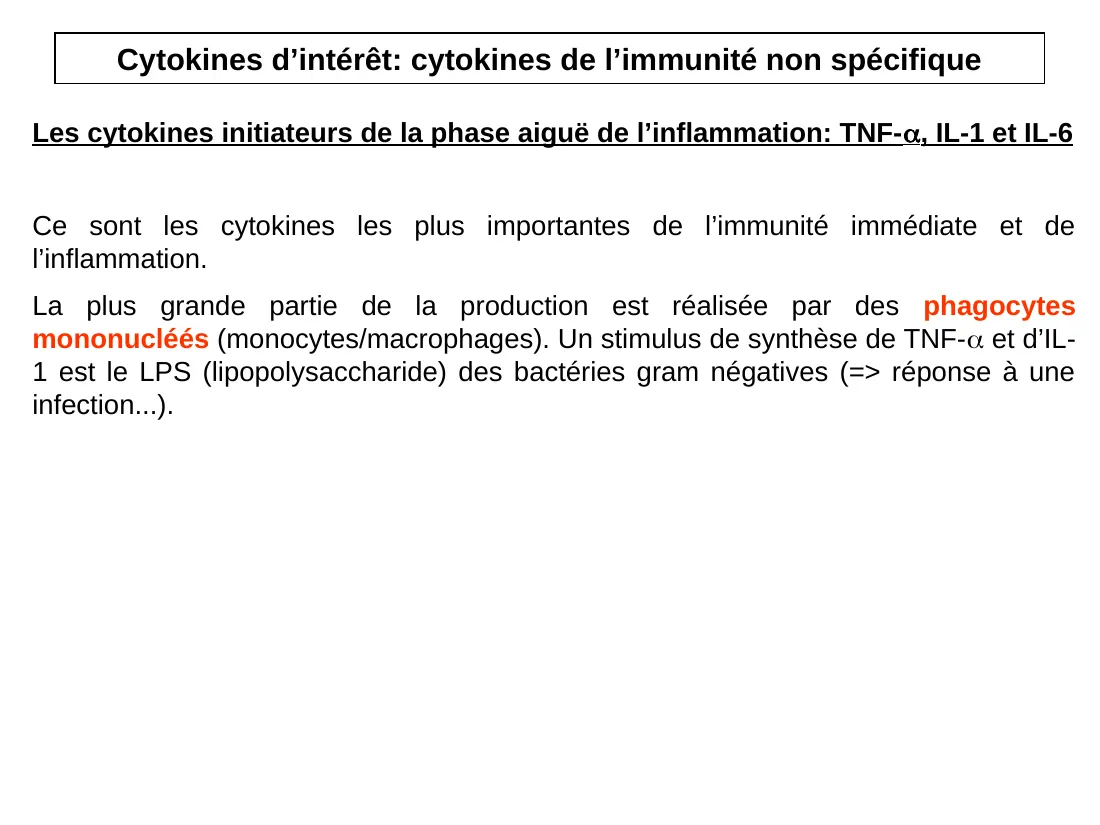 Cytokines d’intérêt: cytokines de l’immunité non spécifique
Les cytokines initiateurs de la phase aiguë de l’inflammation: TNF-α, IL-1 et IL-6
Ce sont les cytokines les plus importantes de l’immunité immédiate et de
l’inflammation.
La plus grande partie de la production est réalisée par des phagocytes
mononucléés (monocytes/macrophages). Un stimulus de synthèse de TNF-α et d’IL-
1 est le LPS (lipopolysaccharide) des bactéries gram négatives (=> réponse à une
infection...).